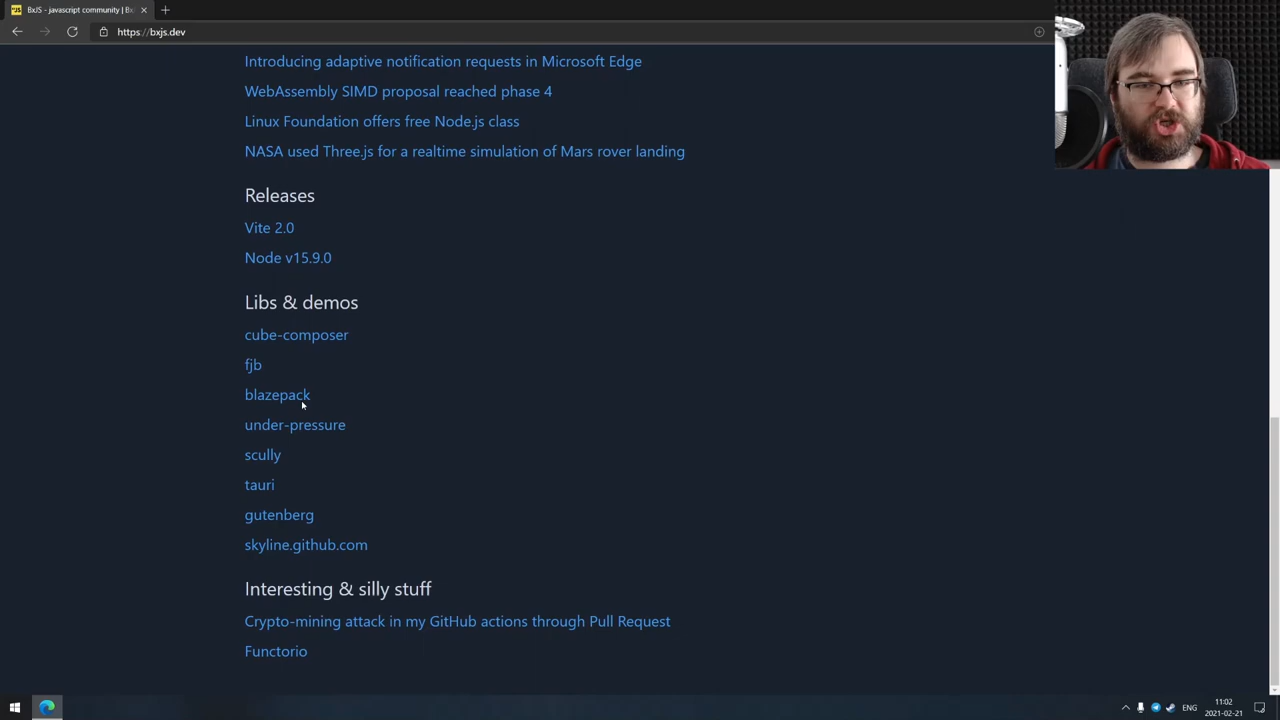 BxJS - javascript community | BxJ
https://bxjs.dev
Introducing adaptive notification requests in Microsoft Edge
WebAssembly SIMD proposal reached phase 4
Linux Foundation offers free Node.js class
NASA used Three.js for a realtime simulation of Mars rover landing
Releases
Vite 2.0
Node v15.9.0
Libs & demos
cube-composer
fjb
blazepack
under-pressure
scully
tauri
gutenberg
skyline.github.com
Interesting & silly stuff
Crypto-mining attack in my GitHub actions through Pull Request
Functorio
ENG
11:02
2021-02-21